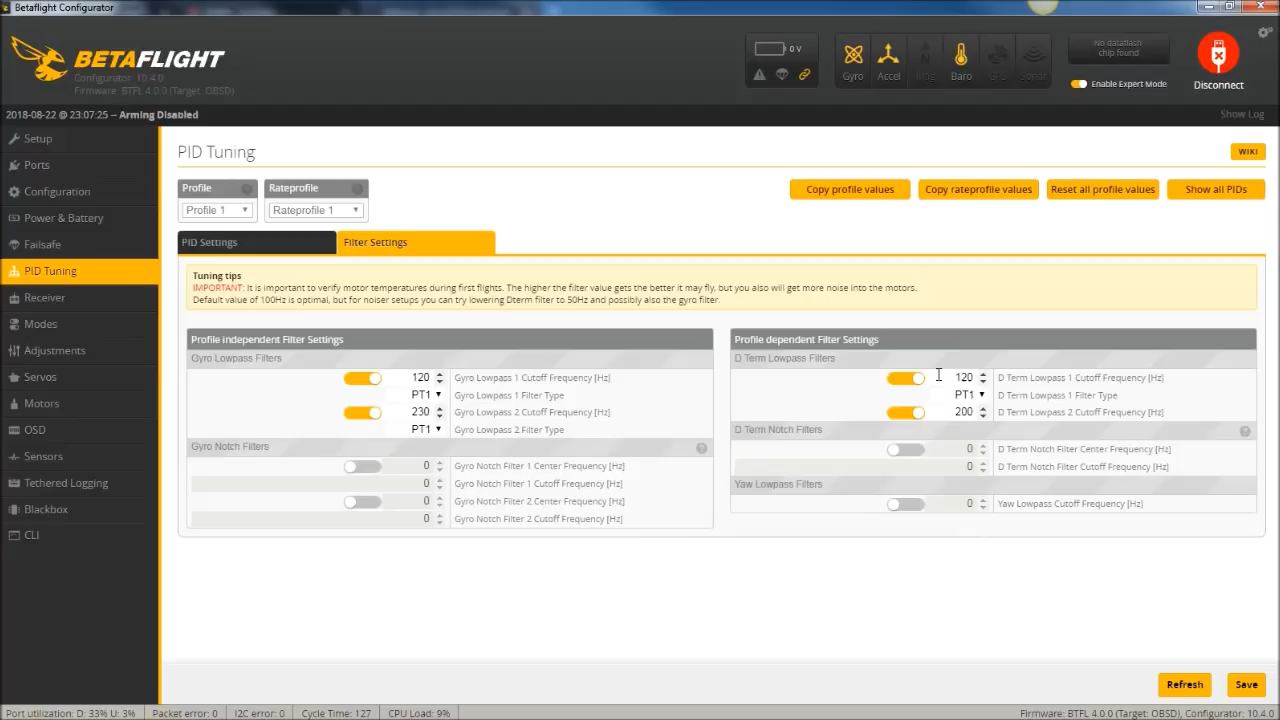 Betaflight Configurator
BETAFLIGHT
Configurator: 10.4.0
Firmware: BTFL 4.0.0 (Target: OBSD)
0 V
Gyro Accel Mag Baro GPS Sonar
No dataflash
chip found
Enable Expert Mode
Disconnect
2018-08-22 @ 23:07:25 -- Arming Disabled
Show Log
Setup
Ports
Configuration
Power & Battery
Failsafe
PID Tuning
Receiver
Modes
Adjustments
Servos
Motors
OSD
Sensors
Tethered Logging
Blackbox
CLI
PID Tuning
WIKI
Profile
Profile 1
Rateprofile
Rateprofile 1
Copy profile values
Copy rateprofile values
Reset all profile values
Show all PIDs
PID Settings
Filter Settings
Tuning tips
IMPORTANT: It is important to verify motor temperatures during first flights. The higher the filter value gets the better it may fly, but you also will get more noise into the motors.
Default value of 100Hz is optimal, but for noiser setups you can try lowering Dterm filter to 50Hz and possibly also the gyro filter.
Profile independent Filter Settings
Gyro Lowpass Filters
120 Gyro Lowpass 1 Cutoff Frequency [Hz]
PT1 Gyro Lowpass 1 Filter Type
230 Gyro Lowpass 2 Cutoff Frequency [Hz]
PT1 Gyro Lowpass 2 Filter Type
Gyro Notch Filters
0 Gyro Notch Filter 1 Center Frequency [Hz]
0 Gyro Notch Filter 1 Cutoff Frequency [Hz]
0 Gyro Notch Filter 2 Center Frequency [Hz]
0 Gyro Notch Filter 2 Cutoff Frequency [Hz]
Profile dependent Filter Settings
D Term Lowpass Filters
120 D Term Lowpass 1 Cutoff Frequency [Hz]
PT1 D Term Lowpass 1 Filter Type
200 D Term Lowpass 2 Cutoff Frequency [Hz]
D Term Notch Filters
0 D Term Notch Filter Center Frequency [Hz]
0 D Term Notch Filter Cutoff Frequency [Hz]
Yaw Lowpass Filters
0 Yaw Lowpass Cutoff Frequency [Hz]
Refresh
Save
Port utilization: D: 33% U: 3%
Packet error: 0
I2C error: 0
Cycle Time: 127
CPU Load: 9%
Firmware: BTFL 4.0.0 (Target: OBSD), Configurator: 10.4.0